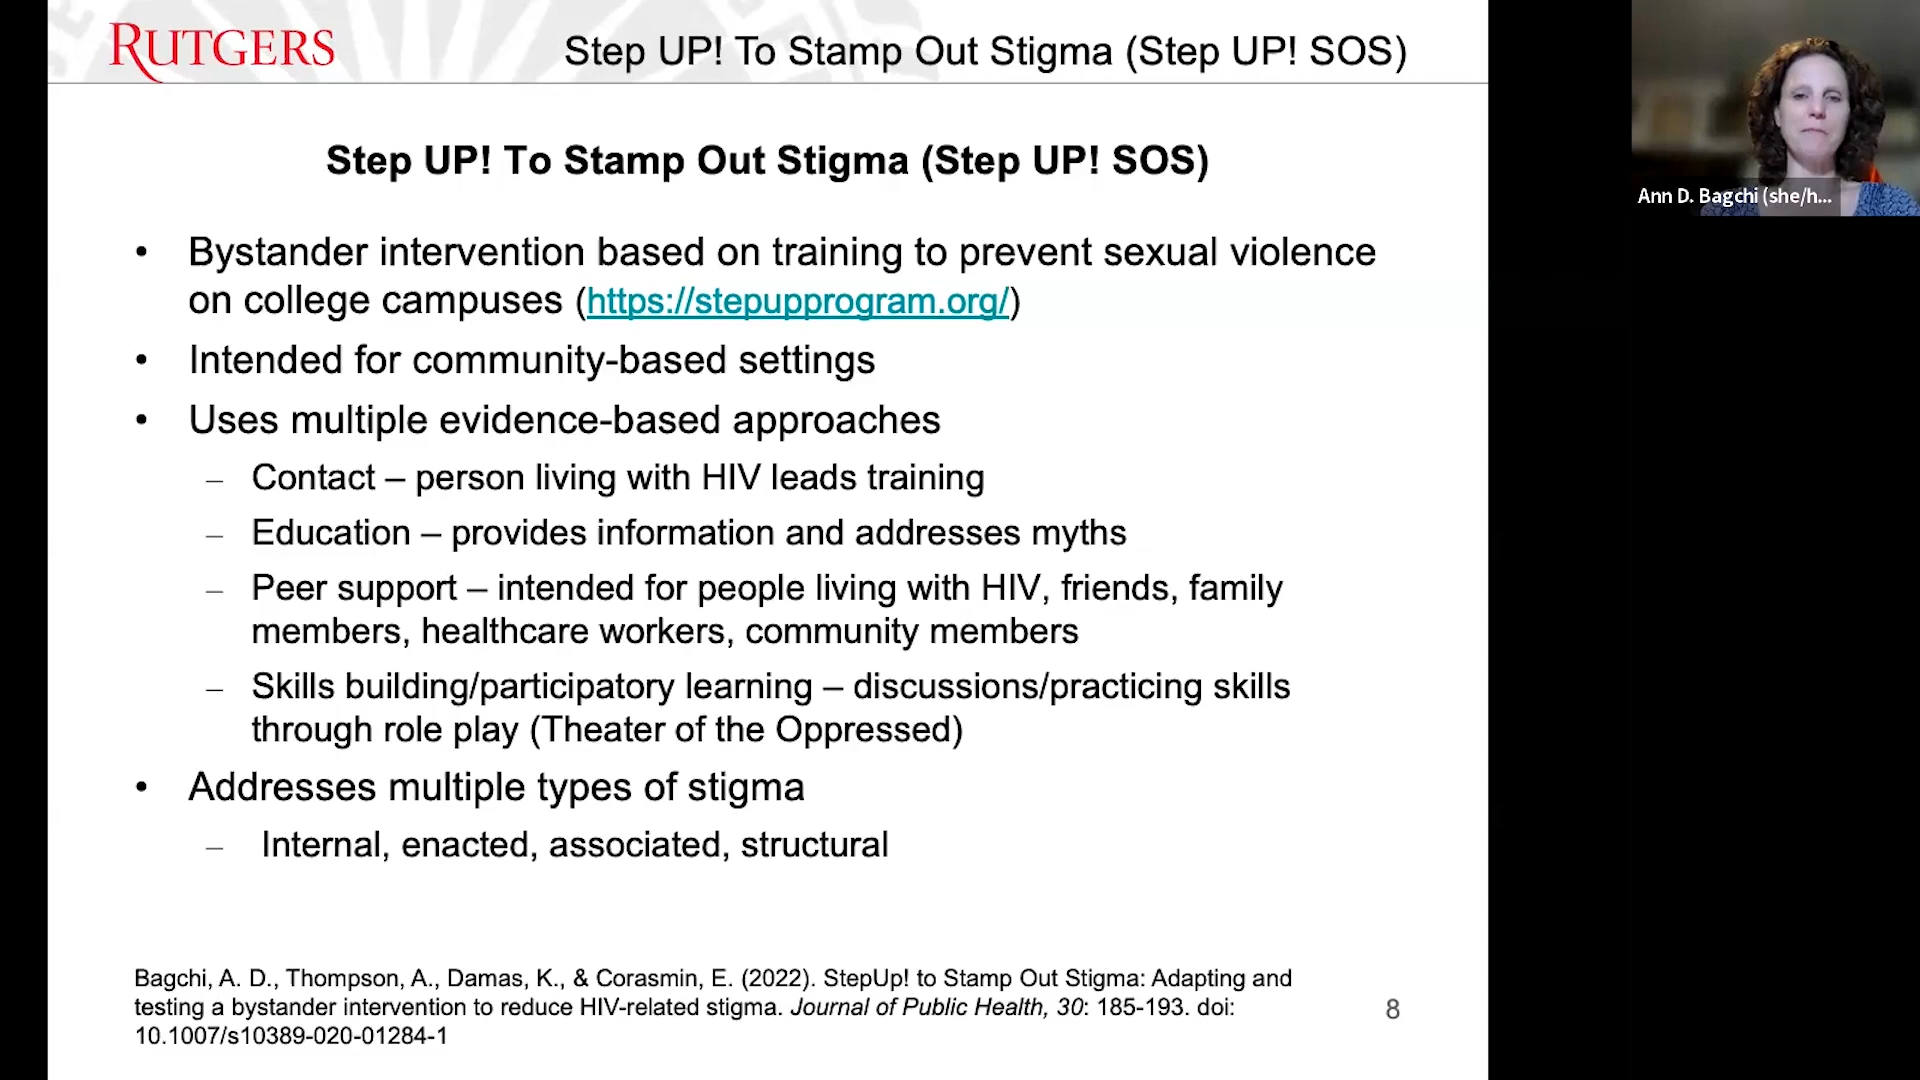 RUTGERS
Step UP! To Stamp Out Stigma (Step UP! SOS)
Step UP! To Stamp Out Stigma (Step UP! SOS)
• Bystander intervention based on training to prevent sexual violence
on college campuses (https://stepupprogram.org/)
• Intended for community-based settings
• Uses multiple evidence-based approaches
– Contact – person living with HIV leads training
– Education – provides information and addresses myths
– Peer support – intended for people living with HIV, friends, family
members, healthcare workers, community members
– Skills building/participatory learning – discussions/practicing skills
through role play (Theater of the Oppressed)
• Addresses multiple types of stigma
– Internal, enacted, associated, structural
Bagchi, A. D., Thompson, A., Damas, K., & Corasmin, E. (2022). StepUp! to Stamp Out Stigma: Adapting and
testing a bystander intervention to reduce HIV-related stigma. Journal of Public Health, 30: 185-193. doi:
10.1007/s10389-020-01284-1
8
Ann D. Bagchi (she/h...